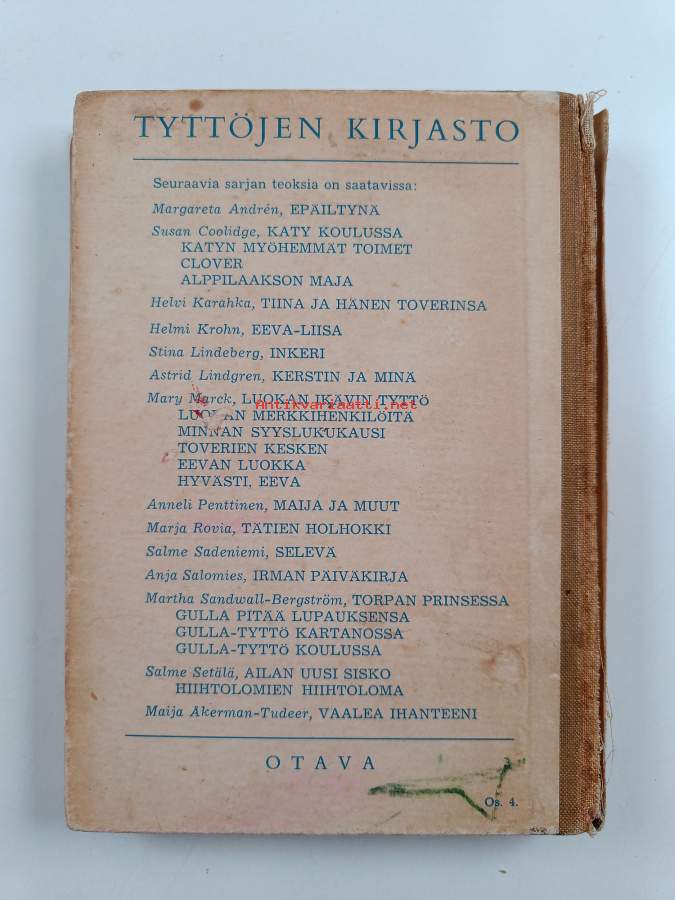 TYTTÖJEN KIRJASTO
Seuraavia sarjan teoksia on saatavissa:
Margareta Andrén, EPÄILTYNÄ
Susan Coolidge, KATY KOULUSSA
KATYN MYÖHEMMÄT TOIMET
CLOVER
ALPPILAAKSON MAJA
Helvi Karahka, TIINA JA HÄNEN TOVERINSA
Helmi Krohn, EEVA-LIISA
Stina Lindeberg, INKERI
Astrid Lindgren, KERSTIN JA MINÄ
Mary Marck, LUOKAN IKÄVIN TYTTÖ
Antikvariaatti.net
LUOKAN MERKKIHENKILÖITÄ
MINNAN SYYSLUKUKAUSI
TOVERIEN KESKEN
EEVAN LUOKKA
HYVÄSTI, EEVA
Anneli Penttinen, MAIJA JA MUUT
Marja Rovia, TÄTIEN HOLHOKKI
Salme Sadeniemi, SELEVÄ
Anja Salomies, IRMAN PÄIVÄKIRJA
Martha Sandwall-Bergström, TORPAN PRINSESSA
GULLA PITÄÄ LUPAUKSENSA
GULLA-TYTTÖ KARTANOSSA
GULLA-TYTTÖ KOULUSSA
Salme Setälä, AILAN UUSI SISKO
HIIHTOLOMIEN HIIHTOLOMA
Maija Akerman-Tudeer, VAALEA IHANTEENI
OTAVA
Os. 4.